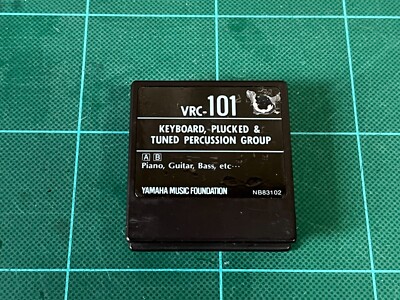 VRC-101
KEYBOARD, PLUCKED &
TUNED PERCUSSION GROUP
A B
Piano, Guitar, Bass, etc···
YAMAHA MUSIC FOUNDATION NB83102